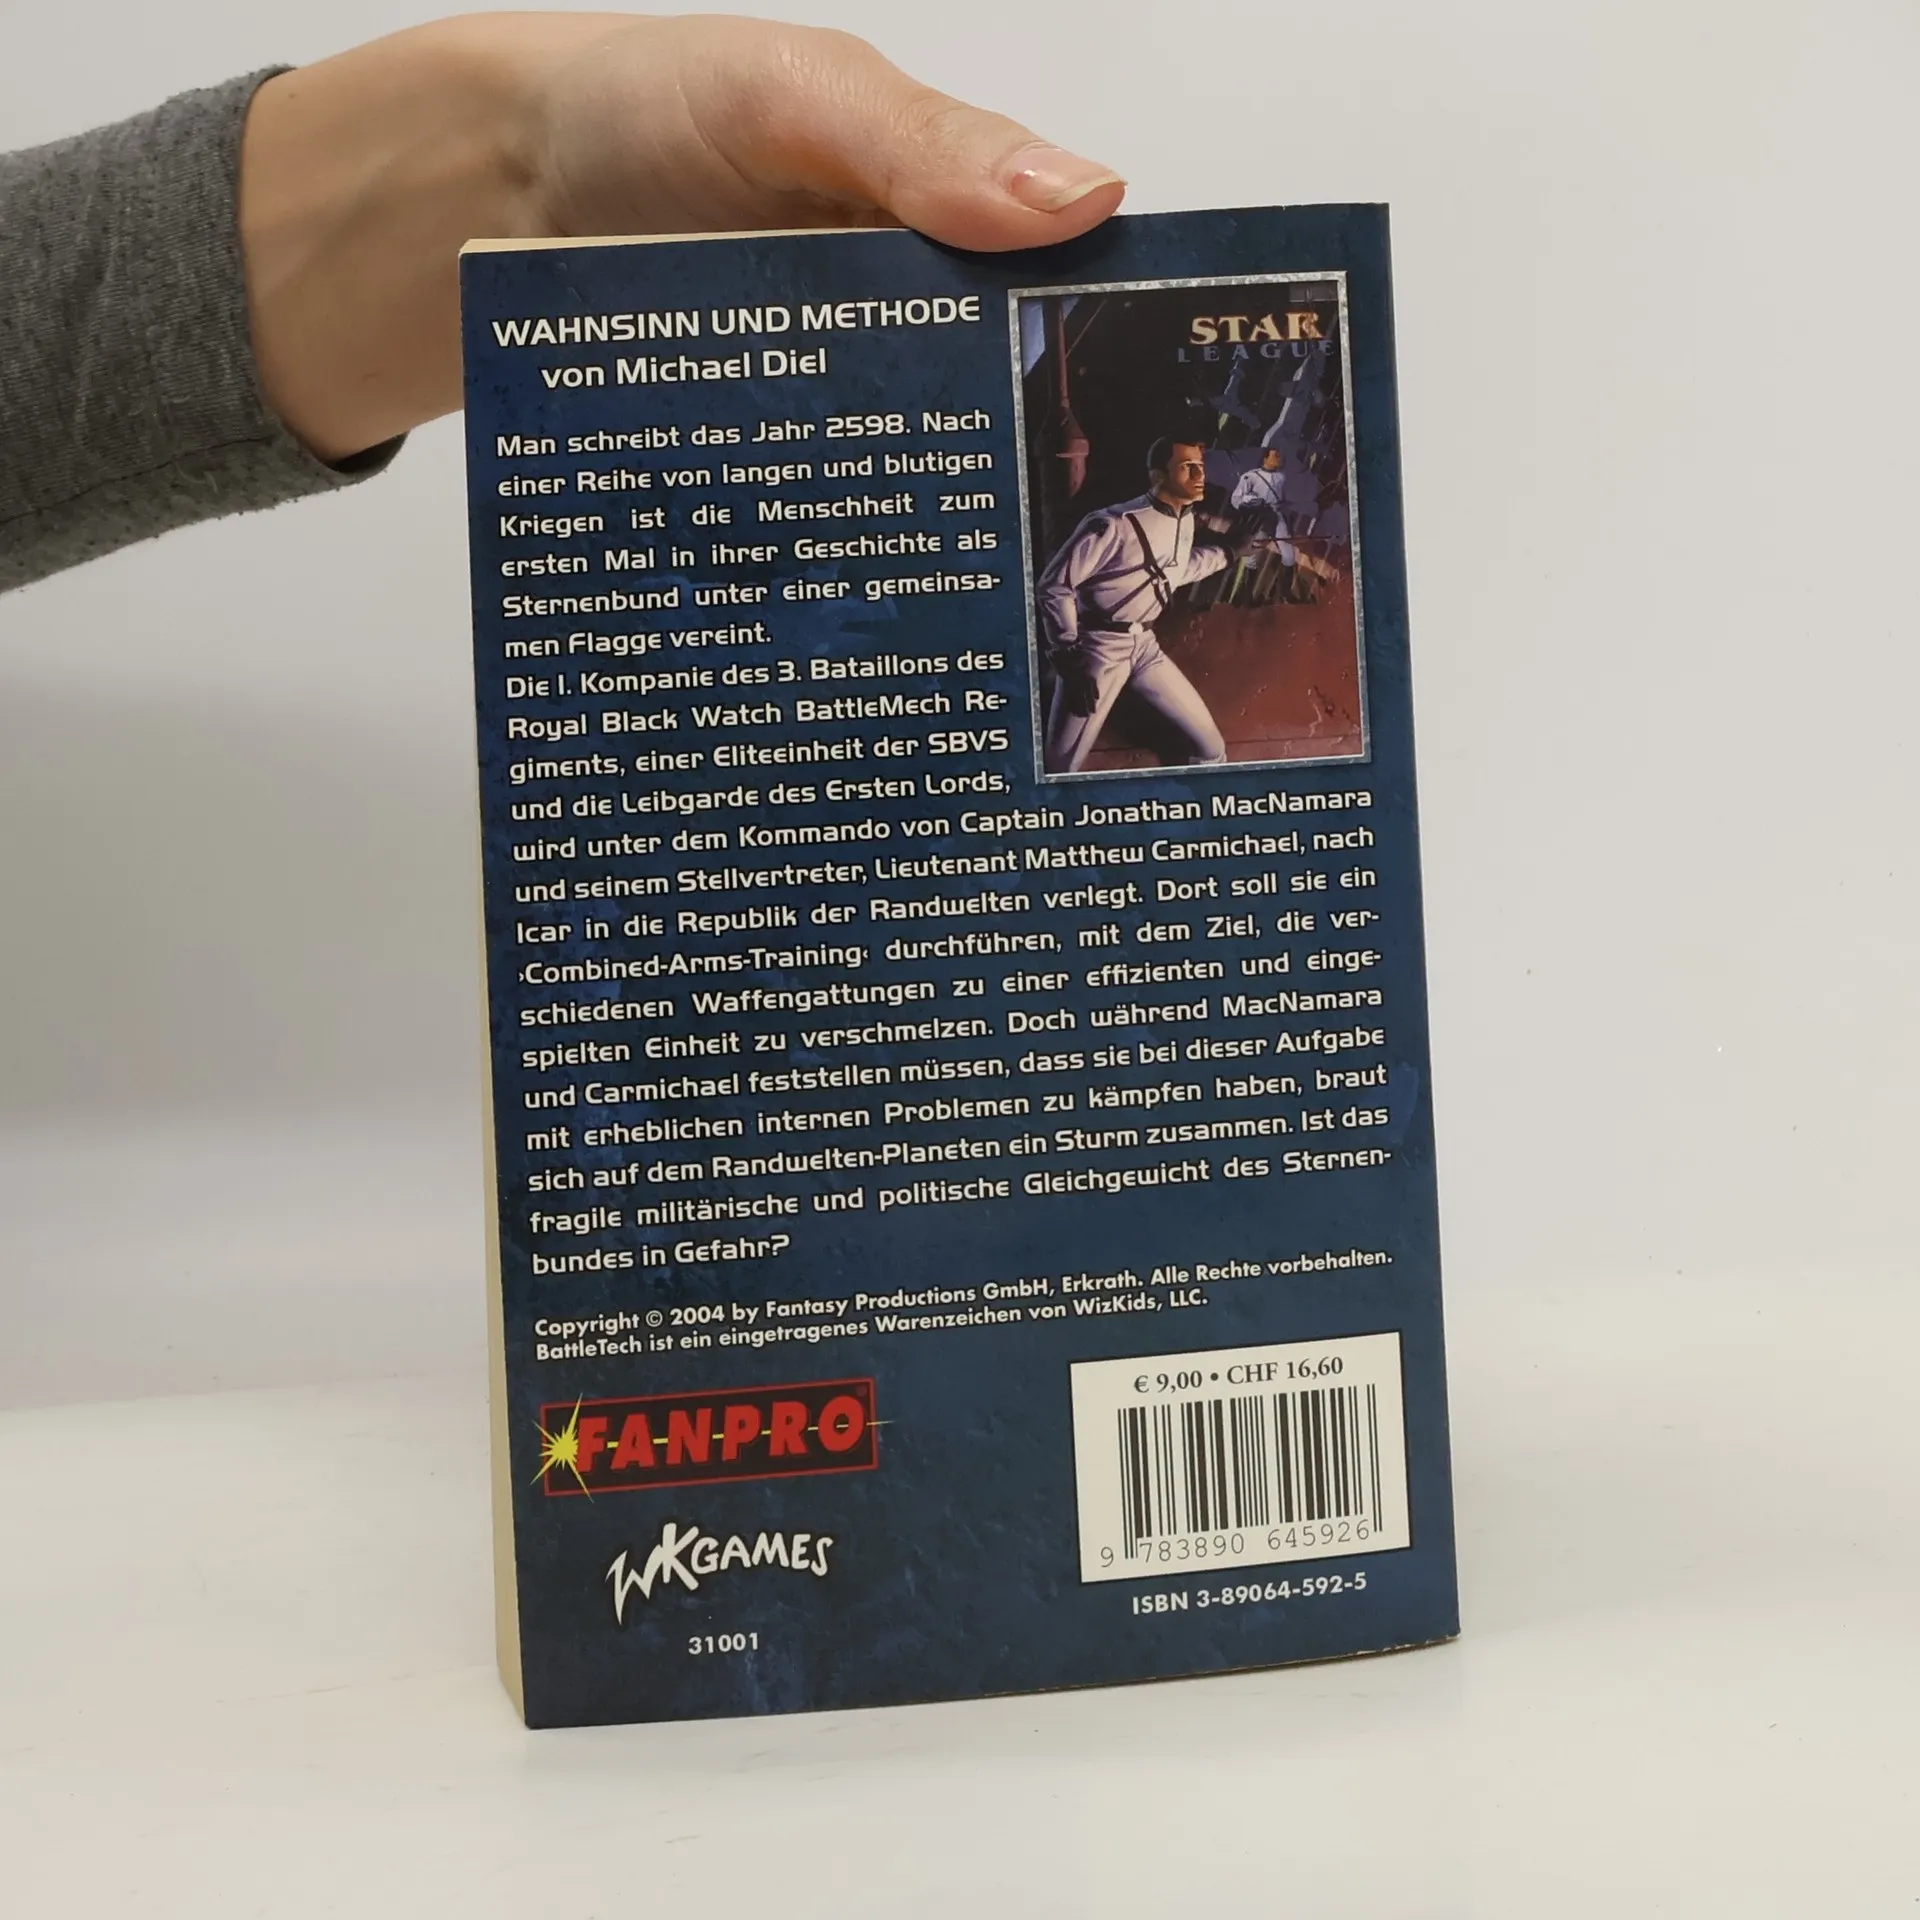 WAHNSINN UND METHODE
von Michael Diel
STAR
LEAGUE
Man schreibt das Jahr 2598. Nach
einer Reihe von langen und blutigen
Kriegen ist die Menschheit zum
ersten Mal in ihrer Geschichte als
Sternenbund unter einer gemeinsa-
men Flagge vereint.
Die I. Kompanie des 3. Bataillons des
Royal Black Watch BattleMech Re-
giments, einer Eliteeinheit der SBVS
und die Leibgarde des Ersten Lords,
wird unter dem Kommando von Captain Jonathan MacNamara
und seinem Stellvertreter, Lieutenant Matthew Carmichael, nach
Icar in die Republik der Randwelten verlegt. Dort soll sie ein
›Combined-Arms-Training‹ durchführen, mit dem Ziel, die ver-
schiedenen Waffengattungen zu einer effizienten und einge-
spielten Einheit zu verschmelzen. Doch während MacNamara
und Carmichael feststellen müssen, dass sie bei dieser Aufgabe
mit erheblichen internen Problemen zu kämpfen haben, braut
sich auf dem Randwelten-Planeten ein Sturm zusammen. Ist das
fragile militärische und politische Gleichgewicht des Sternen-
bundes in Gefahr?
Copyright © 2004 by Fantasy Productions GmbH, Erkrath. Alle Rechte vorbehalten.
BattleTech ist ein eingetragenes Warenzeichen von WizKids, LLC.
FANPRO®
WKGAMES
31001
€ 9,00 • CHF 16,60
9 783890 645926
ISBN 3-89064-592-5